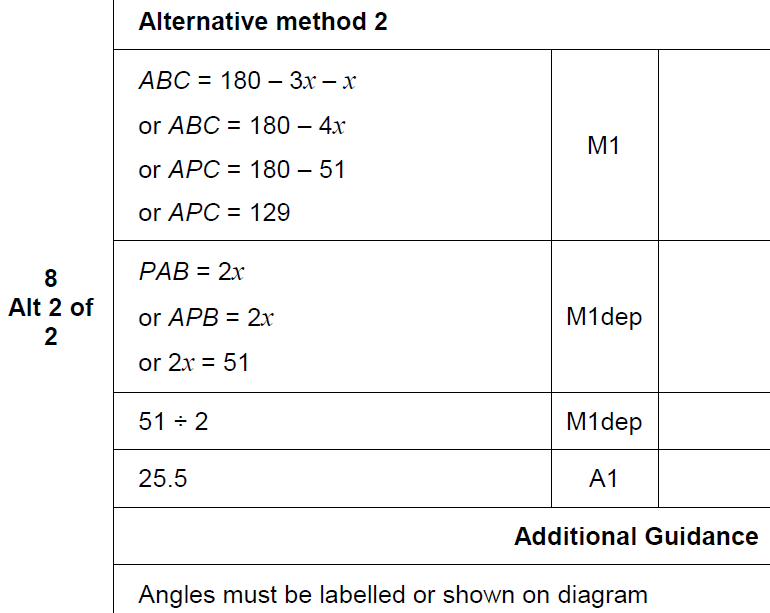 Alternative method 2
ABC = 180 – 3x – x
or ABC = 180 – 4x
or APC = 180 – 51
or APC = 129
M1
8
Alt 2 of
2
PAB = 2x
or APB = 2x
or 2x = 51
M1dep
51 ÷ 2
M1dep
25.5
A1
Additional Guidance
Angles must be labelled or shown on diagram